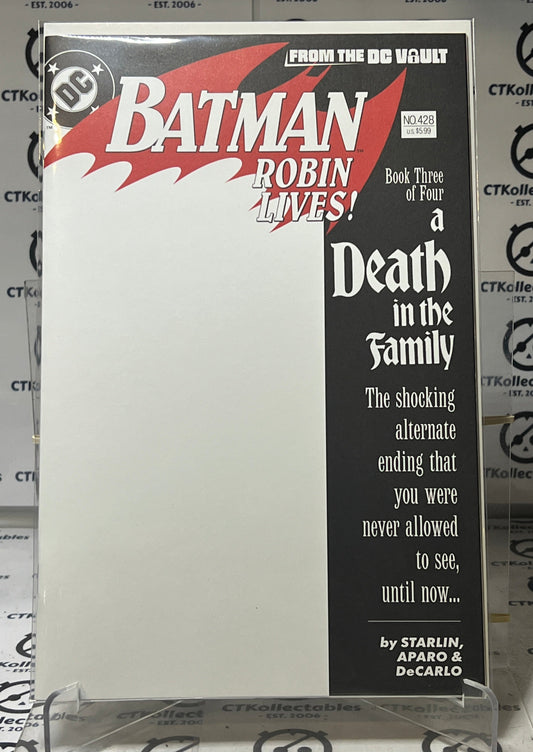 FROM THE DC VAULT
DC
TM
BATMAN
ROBIN
LIVES!
NO. 428
U.S. $5.99
Book Three
of Four
a
Death
in the
Family
The shocking
alternate
ending that
you were
never allowed
to see,
until now...
by STARLIN,
APARO &
DeCARLO
CTKollectables
- EST. 2006 -